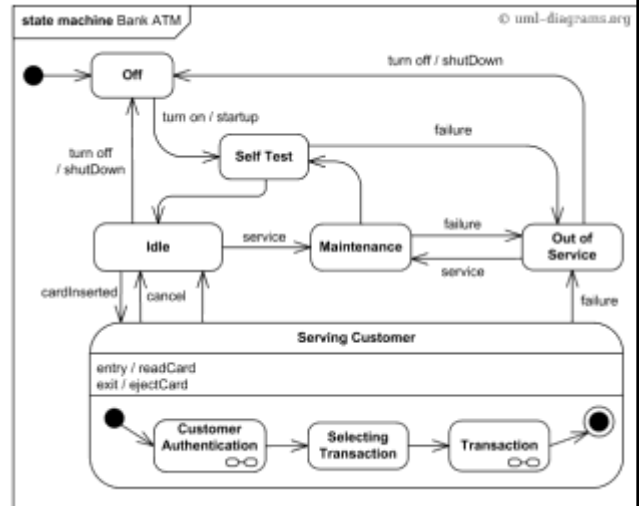 state machine Bank ATM
© uml-diagrams.org
Off
turn off / shutDown
turn on / startup
failure
turn off
/ shutDown
Self Test
Idle
service
Maintenance
failure
service
Out of
Service
cardInserted
cancel
failure
Serving Customer
entry / readCard
exit / ejectCard
Customer
Authentication
Selecting
Transaction
Transaction